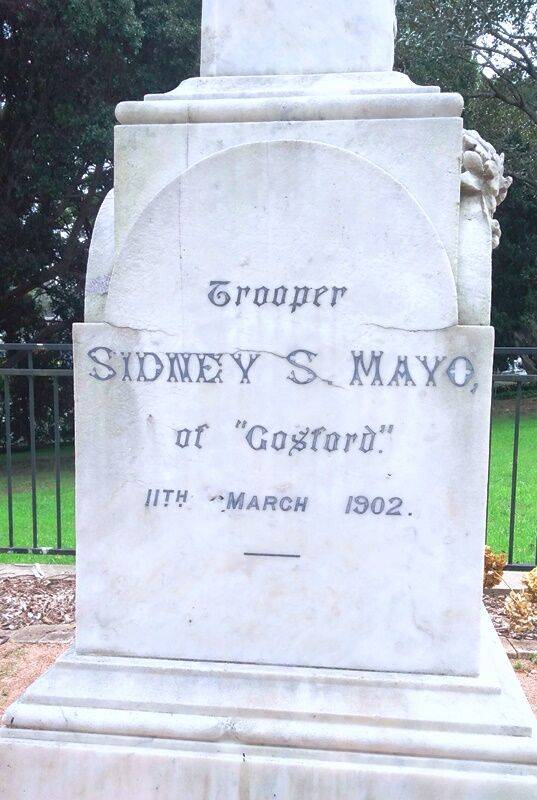 Trooper
SIDNEY S. MAYO,
of "Gosford."
11TH MARCH 1902.